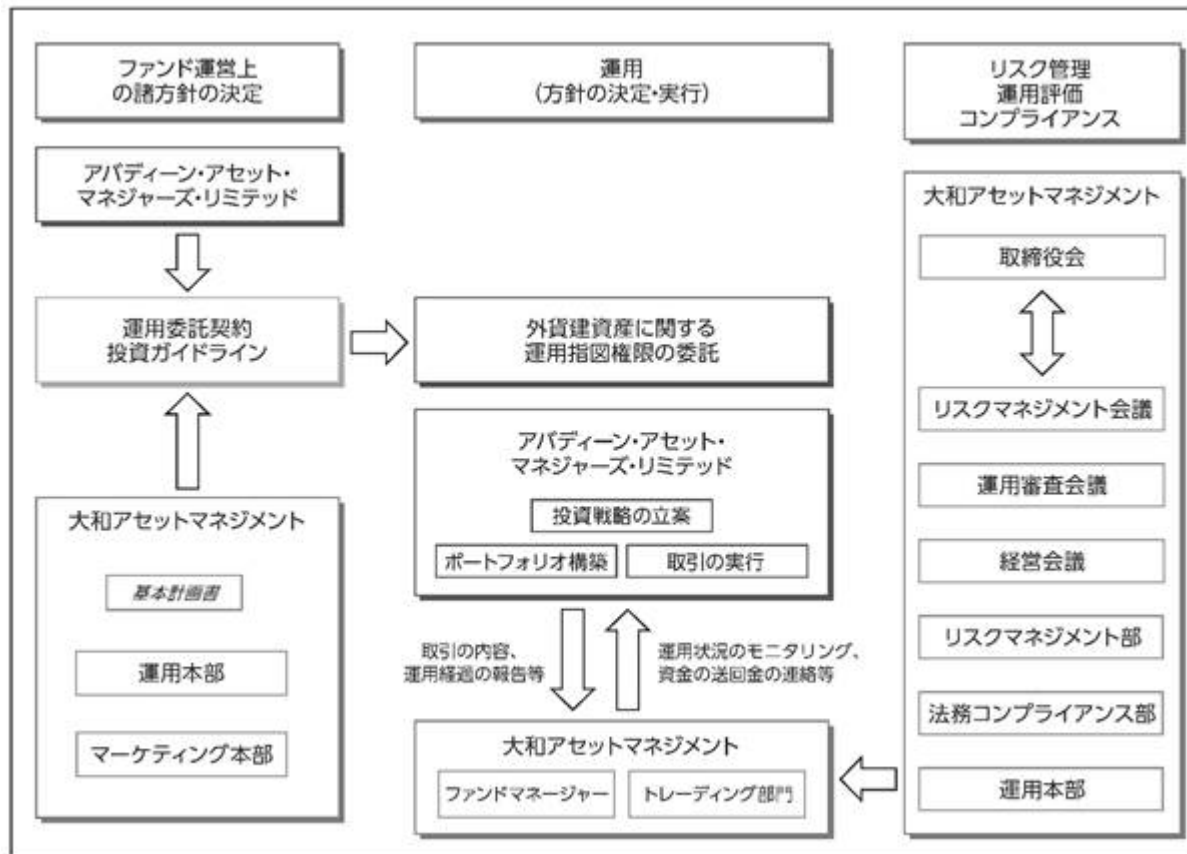 ファンド運営上
の諸方針の決定
運用
(方針の決定・実行)
リスク管理
運用評価
コンプライアンス
アバディーン・アセット・
マネジャーズ・リミテッド
運用委託契約
投資ガイドライン
大和アセットマネジメント
基本計画書
運用本部
マーケティング本部
外貨建資産に関する
運用指図権限の委託
アバディーン・アセット・
マネジャーズ・リミテッド
投資戦略の立案
ポートフォリオ構築
取引の実行
取引の内容、
運用経過の報告等
運用状況のモニタリング、
資金の送回金の連絡等
大和アセットマネジメント
ファンドマネージャー
トレーディング部門
大和アセットマネジメント
取締役会
リスクマネジメント会議
運用審査会議
経営会議
リスクマネジメント部
法務コンプライアンス部
運用本部